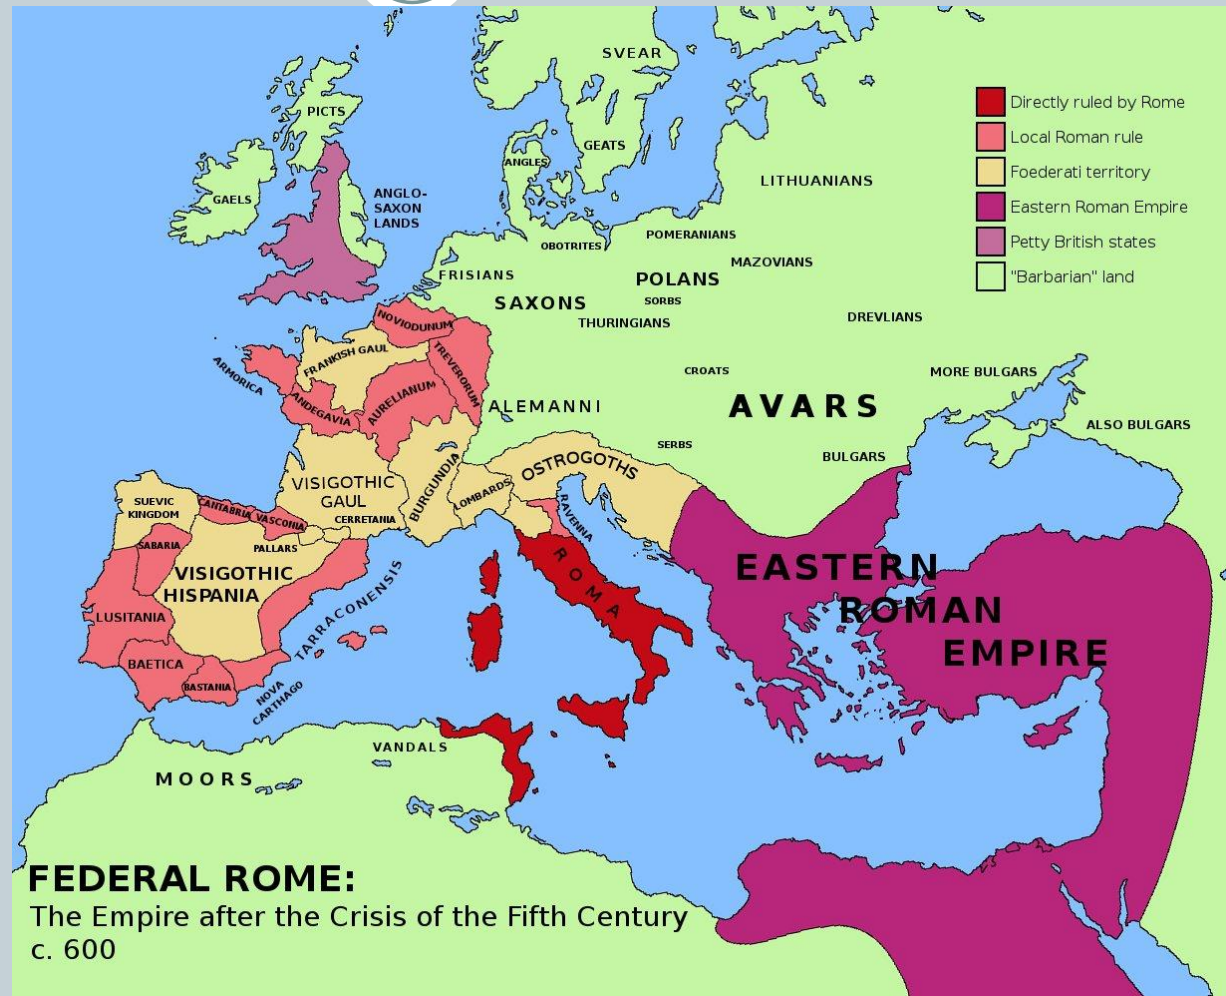 SVEAR
PICTS
GEATS
ANGLES
Directly ruled by Rome
Local Roman rule
Foederati territory
Eastern Roman Empire
Petty British states
"Barbarian" land
GAELS
ANGLO-
SAXON
LANDS
LITHUANIANS
OBOTRITES
POMERANIANS
MAZOVIANS
FRISIANS
POLANS
SAXONS
SORBS
THURINGIANS
DREVLIANS
NOVIODUNUM
FRANKISH GAUL
TREVERORUM
ARMORICA
ANDEGAVIA
AURELIANUM
CROATS
MORE BULGARS
ALEMANNI
AVARS
ALSO BULGARS
SERBS
BULGARS
OSTROGOTHS
VISIGOTHIC
GAUL
BURGUNDIA
LOMBARDS
SUEVIC
KINGDOM
CANTABRIA
VASCONIA
CERRETANIA
RAVENNA
SABARIA
PALLARS
VISIGOTHIC
HISPANIA
ROMA
EASTERN
ROMAN
EMPIRE
LUSITANIA
TARRACONENSIS
BAETICA
BASTANIA
NOVA
CARTHAGO
VANDALS
MOORS
FEDERAL ROME:
The Empire after the Crisis of the Fifth Century
c. 600